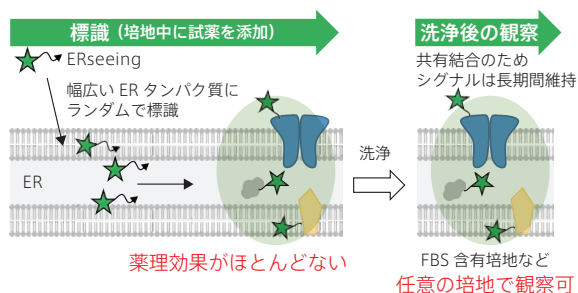 標識（培地中に試薬を添加）
洗浄後の観察
ERseeing
幅広い ER タンパク質に
ランダムで標識
共有結合のため
シグナルは長期間維持
ER
洗浄
薬理効果がほとんどない
FBS 含有培地など
任意の培地で観察可